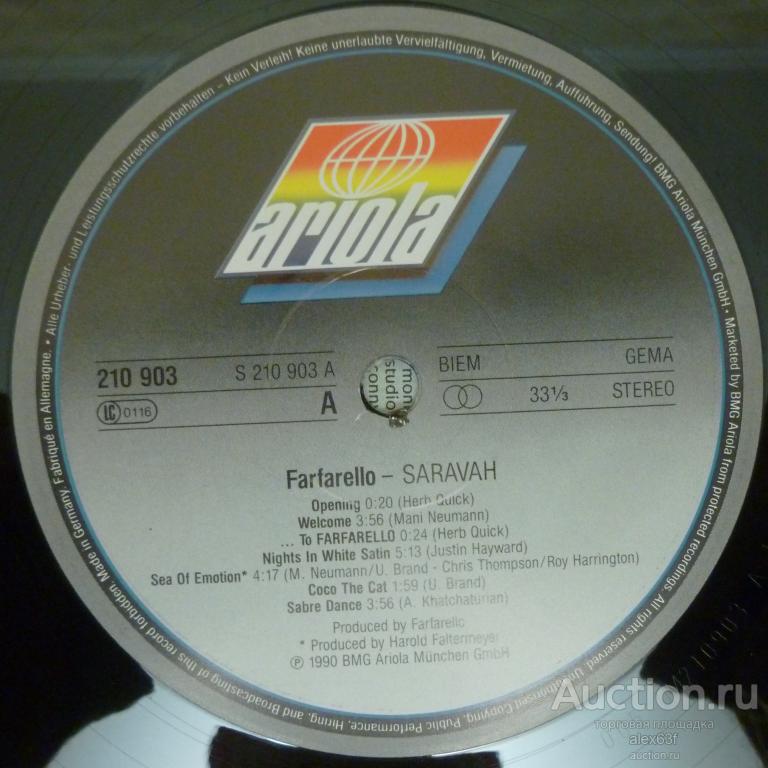 Alle Urheber- und Leistungsschutzrechte vorbehalten – Kein Verleih! Keine unerlaubte Vervielfältigung, Vermietung, Aufführung, Sendung! BMG Ariola München GmbH • Marketed by BMG Ariola from protected recordings. All rights reserved. Unauthorised Copying, Public Performance, Hiring, and Broadcasting of this record forbidden. Made in Germany. Fabriqué en Allemagne. •
ariola
210 903 S 210 903 A
LC 0116 A
BIEM GEMA
33⅓ STEREO
mon
studio
ronny
Farfarello – SARAVAH
Opening 0:20 (Herb Quick)
Welcome 3:56 (Mani Neumann)
... To FARFARELLO 0:24 (Herb Quick)
Nights In White Satin 5:13 (Justin Hayward)
Sea Of Emotion* 4:17 (M. Neumann/U. Brand - Chris Thompson/Roy Harrington)
Coco The Cat 1:59 (U. Brand)
Sabre Dance 3:56 (A. Khatchaturian)
Produced by Farfarello
* Produced by Harold Faltermeyer
℗ 1990 BMG Ariola München GmbH
Auction.ru
торговая площадка
alex63f
auction.ru